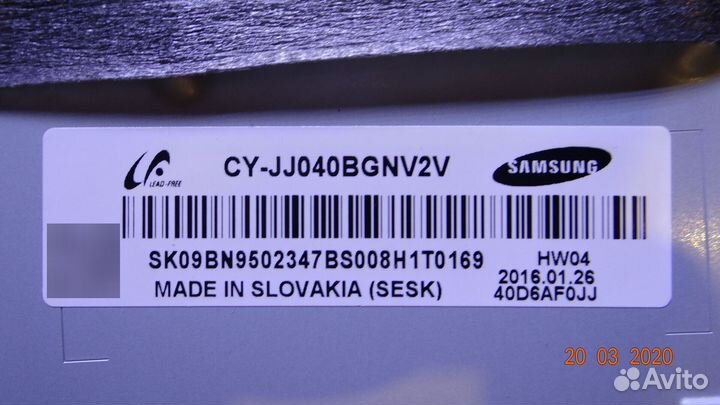 LEAD-FREE
CY-JJ040BGNV2V
SAMSUNG
SK09BN9502347BS008H1T0169
HW04
2016.01.26
MADE IN SLOVAKIA (SESK)
40D6AF0JJ
20 03 2020
Avito